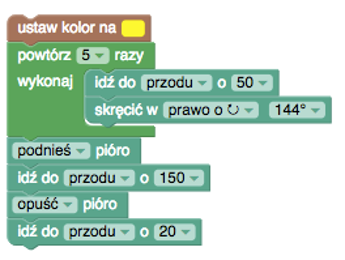 ustaw kolor na
powtórz 5 razy
wykonaj idź do przodu o 50
skręcić w prawo o ↻ 144°
podnieś pióro
idź do przodu o 150
opuść pióro
idź do przodu o 20